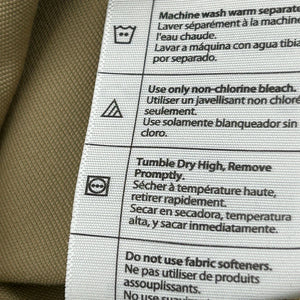 Machine wash warm separate
Laver séparément à la machine
l'eau chaude.
Lavar a máquina con agua tibia
por separado.
Use only non-chlorine bleach.
Utiliser un javellisant non chloré
seulement.
Use solamente blanqueador sin
cloro.
Tumble Dry High, Remove
Promptly.
Sécher à température haute,
retirer rapidement.
Secar en secadora, temperatura
alta, y sacar inmediatamente.
Do not use fabric softeners.
Ne pas utiliser de produits
assouplissants.
No use